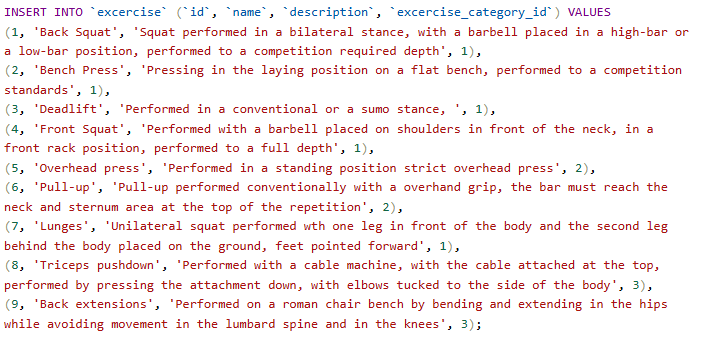 INSERT INTO `excercise` (`id`, `name`, `description`, `excercise_category_id`) VALUES
(1, 'Back Squat', 'Squat performed in a bilateral stance, with a barbell placed in a high-bar or
a low-bar position, performed to a competition required depth', 1),
(2, 'Bench Press', 'Pressing in the laying position on a flat bench, performed to a competition
standards', 1),
(3, 'Deadlift', 'Performed in a conventional or a sumo stance, ', 1),
(4, 'Front Squat', 'Performed with a barbell placed on shoulders in front of the neck, in a
front rack position, performed to a full depth', 1),
(5, 'Overhead press', 'Performed in a standing position strict overhead press', 2),
(6, 'Pull-up', 'Pull-up performed conventionally with a overhand grip, the bar must reach the
neck and sternum area at the top of the repetition', 2),
(7, 'Lunges', 'Unilateral squat performed wth one leg in front of the body and the second leg
behind the body placed on the ground, feet pointed forward', 1),
(8, 'Triceps pushdown', 'Performed with a cable machine, with the cable attached at the top,
performed by pressing the attachment down, with elbows tucked to the side of the body', 3),
(9, 'Back extensions', 'Performed on a roman chair bench by bending and extending in the hips
while avoiding movement in the lumbard spine and in the knees', 3);